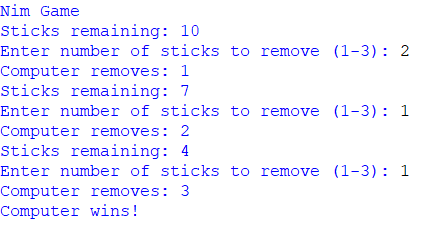 Nim Game
Sticks remaining: 10
Enter number of sticks to remove (1-3): 2
Computer removes: 1
Sticks remaining: 7
Enter number of sticks to remove (1-3): 1
Computer removes: 2
Sticks remaining: 4
Enter number of sticks to remove (1-3): 1
Computer removes: 3
Computer wins!